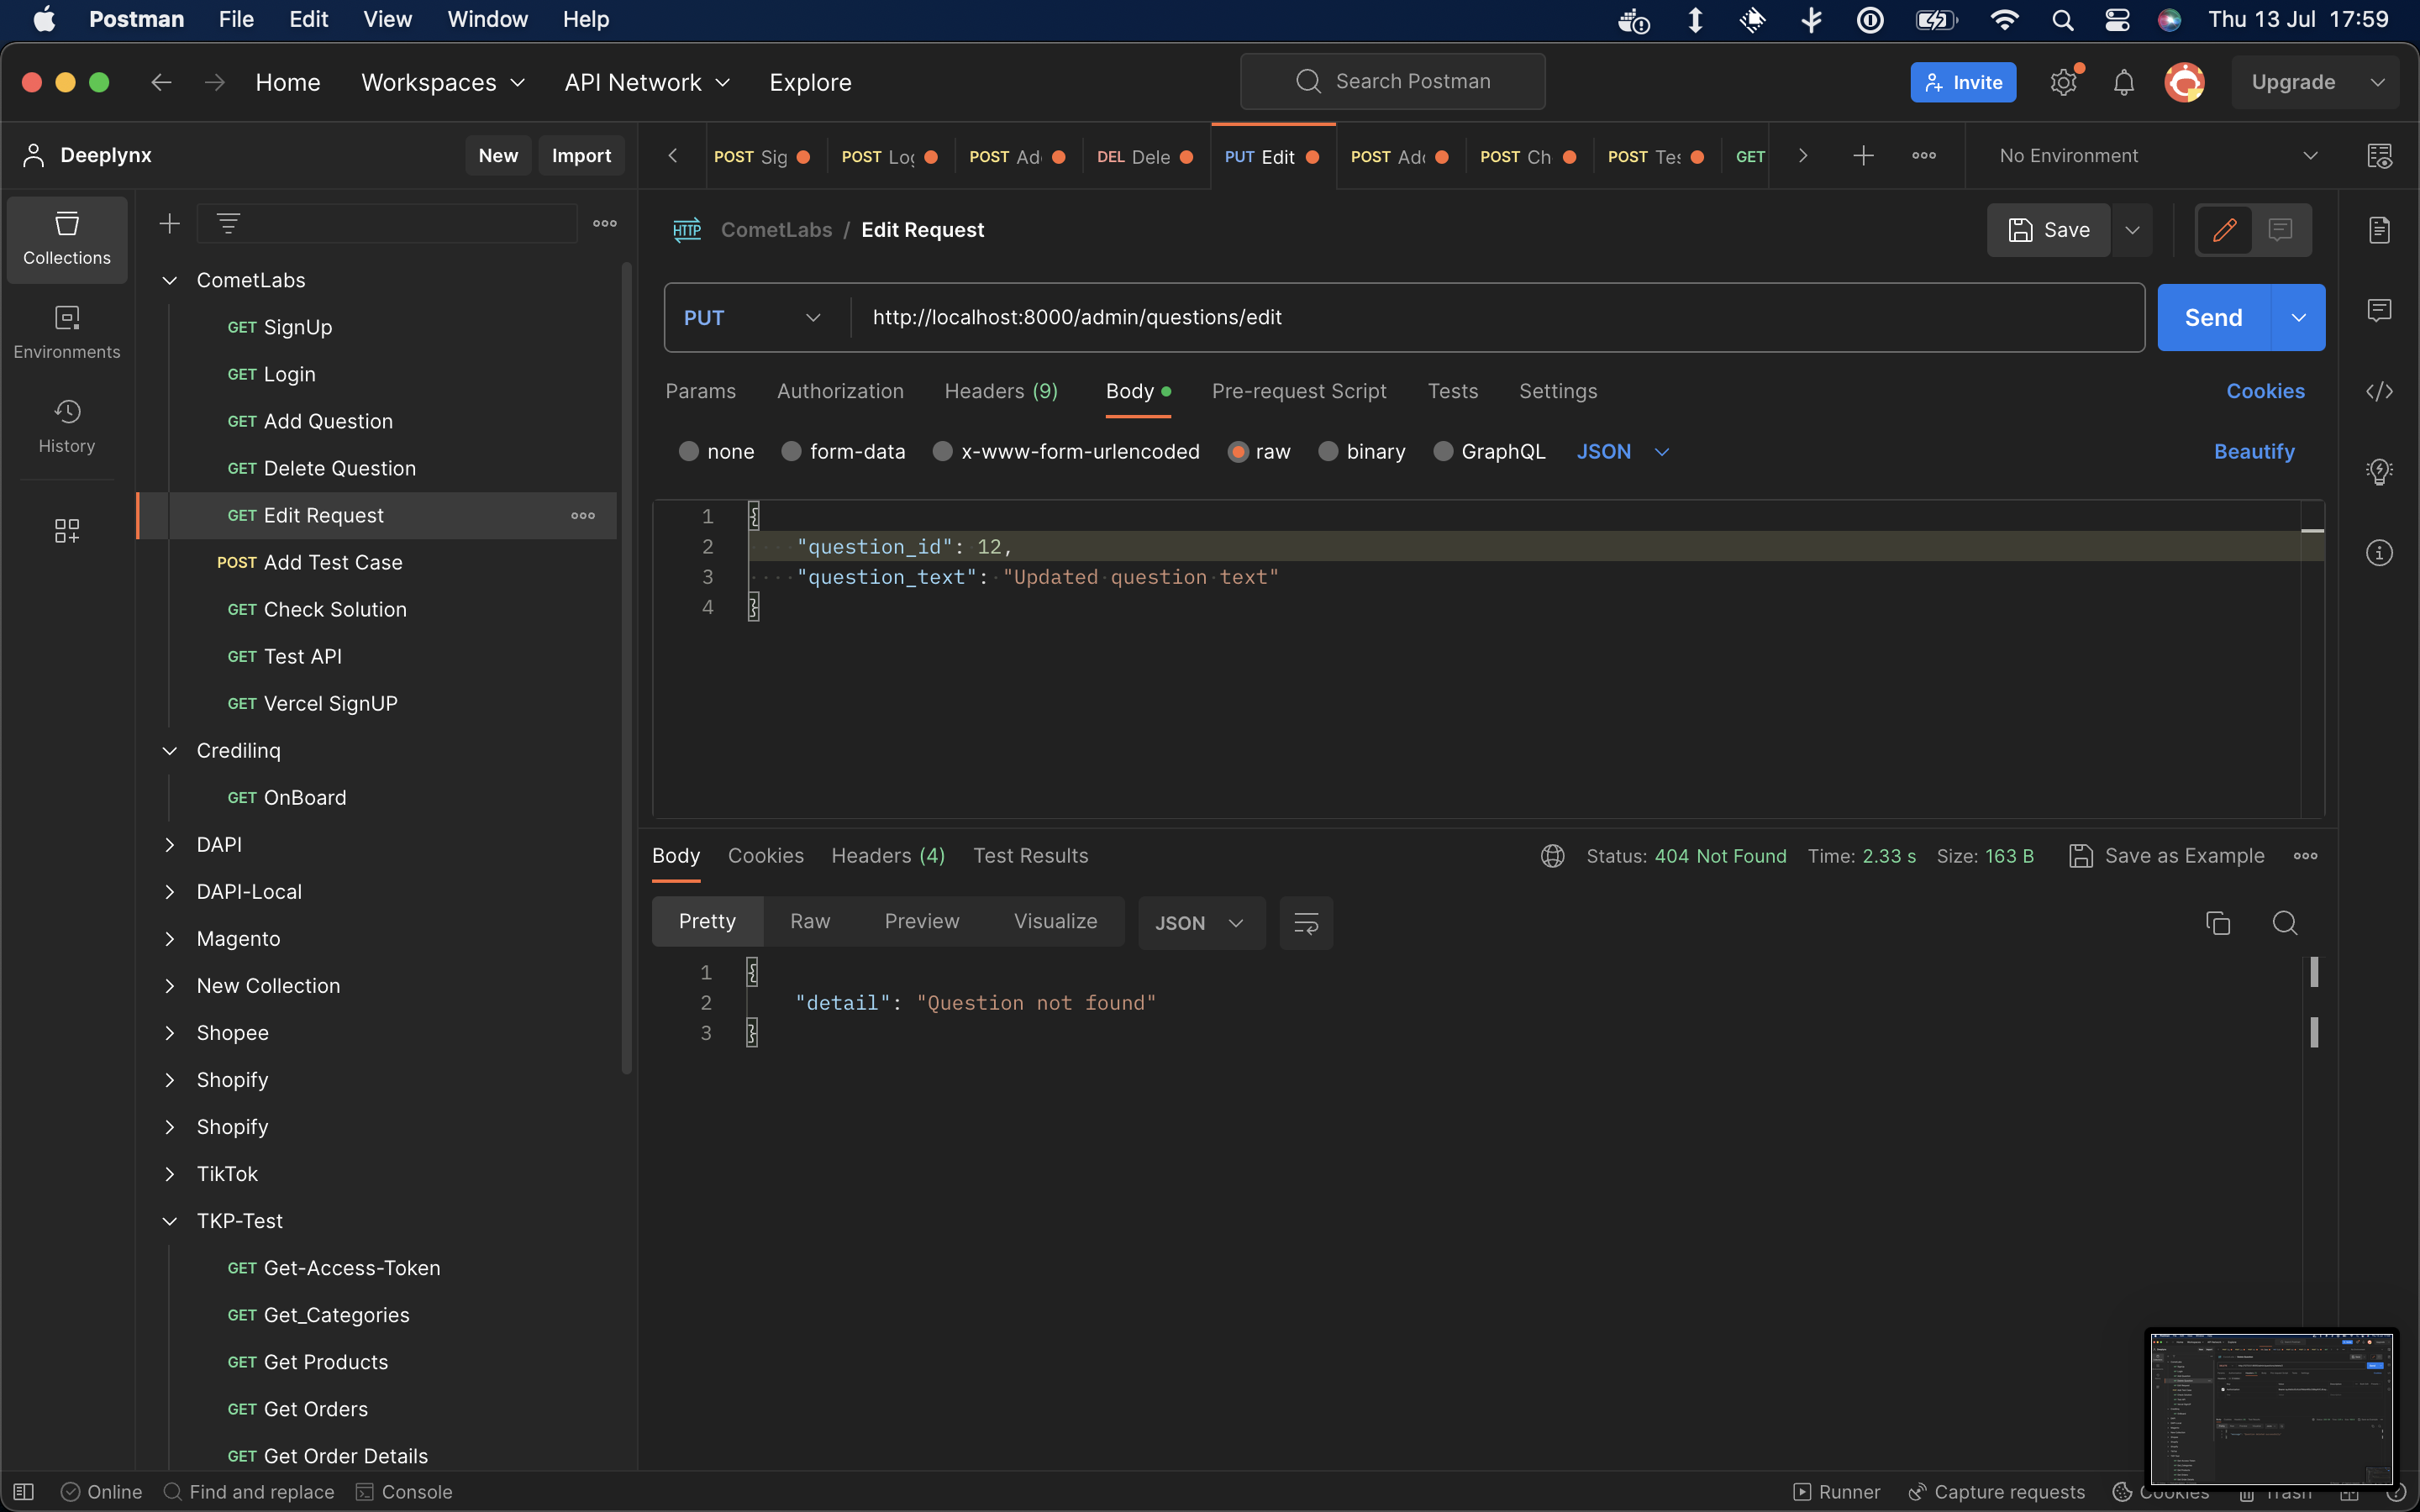 Postman File Edit View Window Help Thu 13 Jul 17:59
Home Workspaces API Network Explore Search Postman Invite Upgrade
Deeplynx New Import POST Sig POST Log POST Ad DEL Dele PUT Edit POST Add POST Ch POST Tes GET No Environment
Collections
Environments
History
CometLabs
GET SignUp
GET Login
GET Add Question
GET Delete Question
GET Edit Request
POST Add Test Case
GET Check Solution
GET Test API
GET Vercel SignUP
Credilinq
GET OnBoard
DAPI
DAPI-Local
Magento
New Collection
Shopee
Shopify
Shopify
TikTok
TKP-Test
GET Get-Access-Token
GET Get_Categories
GET Get Products
GET Get Orders
GET Get Order Details
HTTP CometLabs / Edit Request Save
PUT http://localhost:8000/admin/questions/edit Send
Params Authorization Headers (9) Body Pre-request Script Tests Settings Cookies
none form-data x-www-form-urlencoded raw binary GraphQL JSON Beautify
1 {
2 "question_id": 12,
3 "question_text": "Updated question text"
4 }
Body Cookies Headers (4) Test Results Status: 404 Not Found Time: 2.33 s Size: 163 B Save as Example
Pretty Raw Preview Visualize JSON
1 {
2 "detail": "Question not found"
3 }
Online Find and replace Console Runner Capture requests Cookies Trash